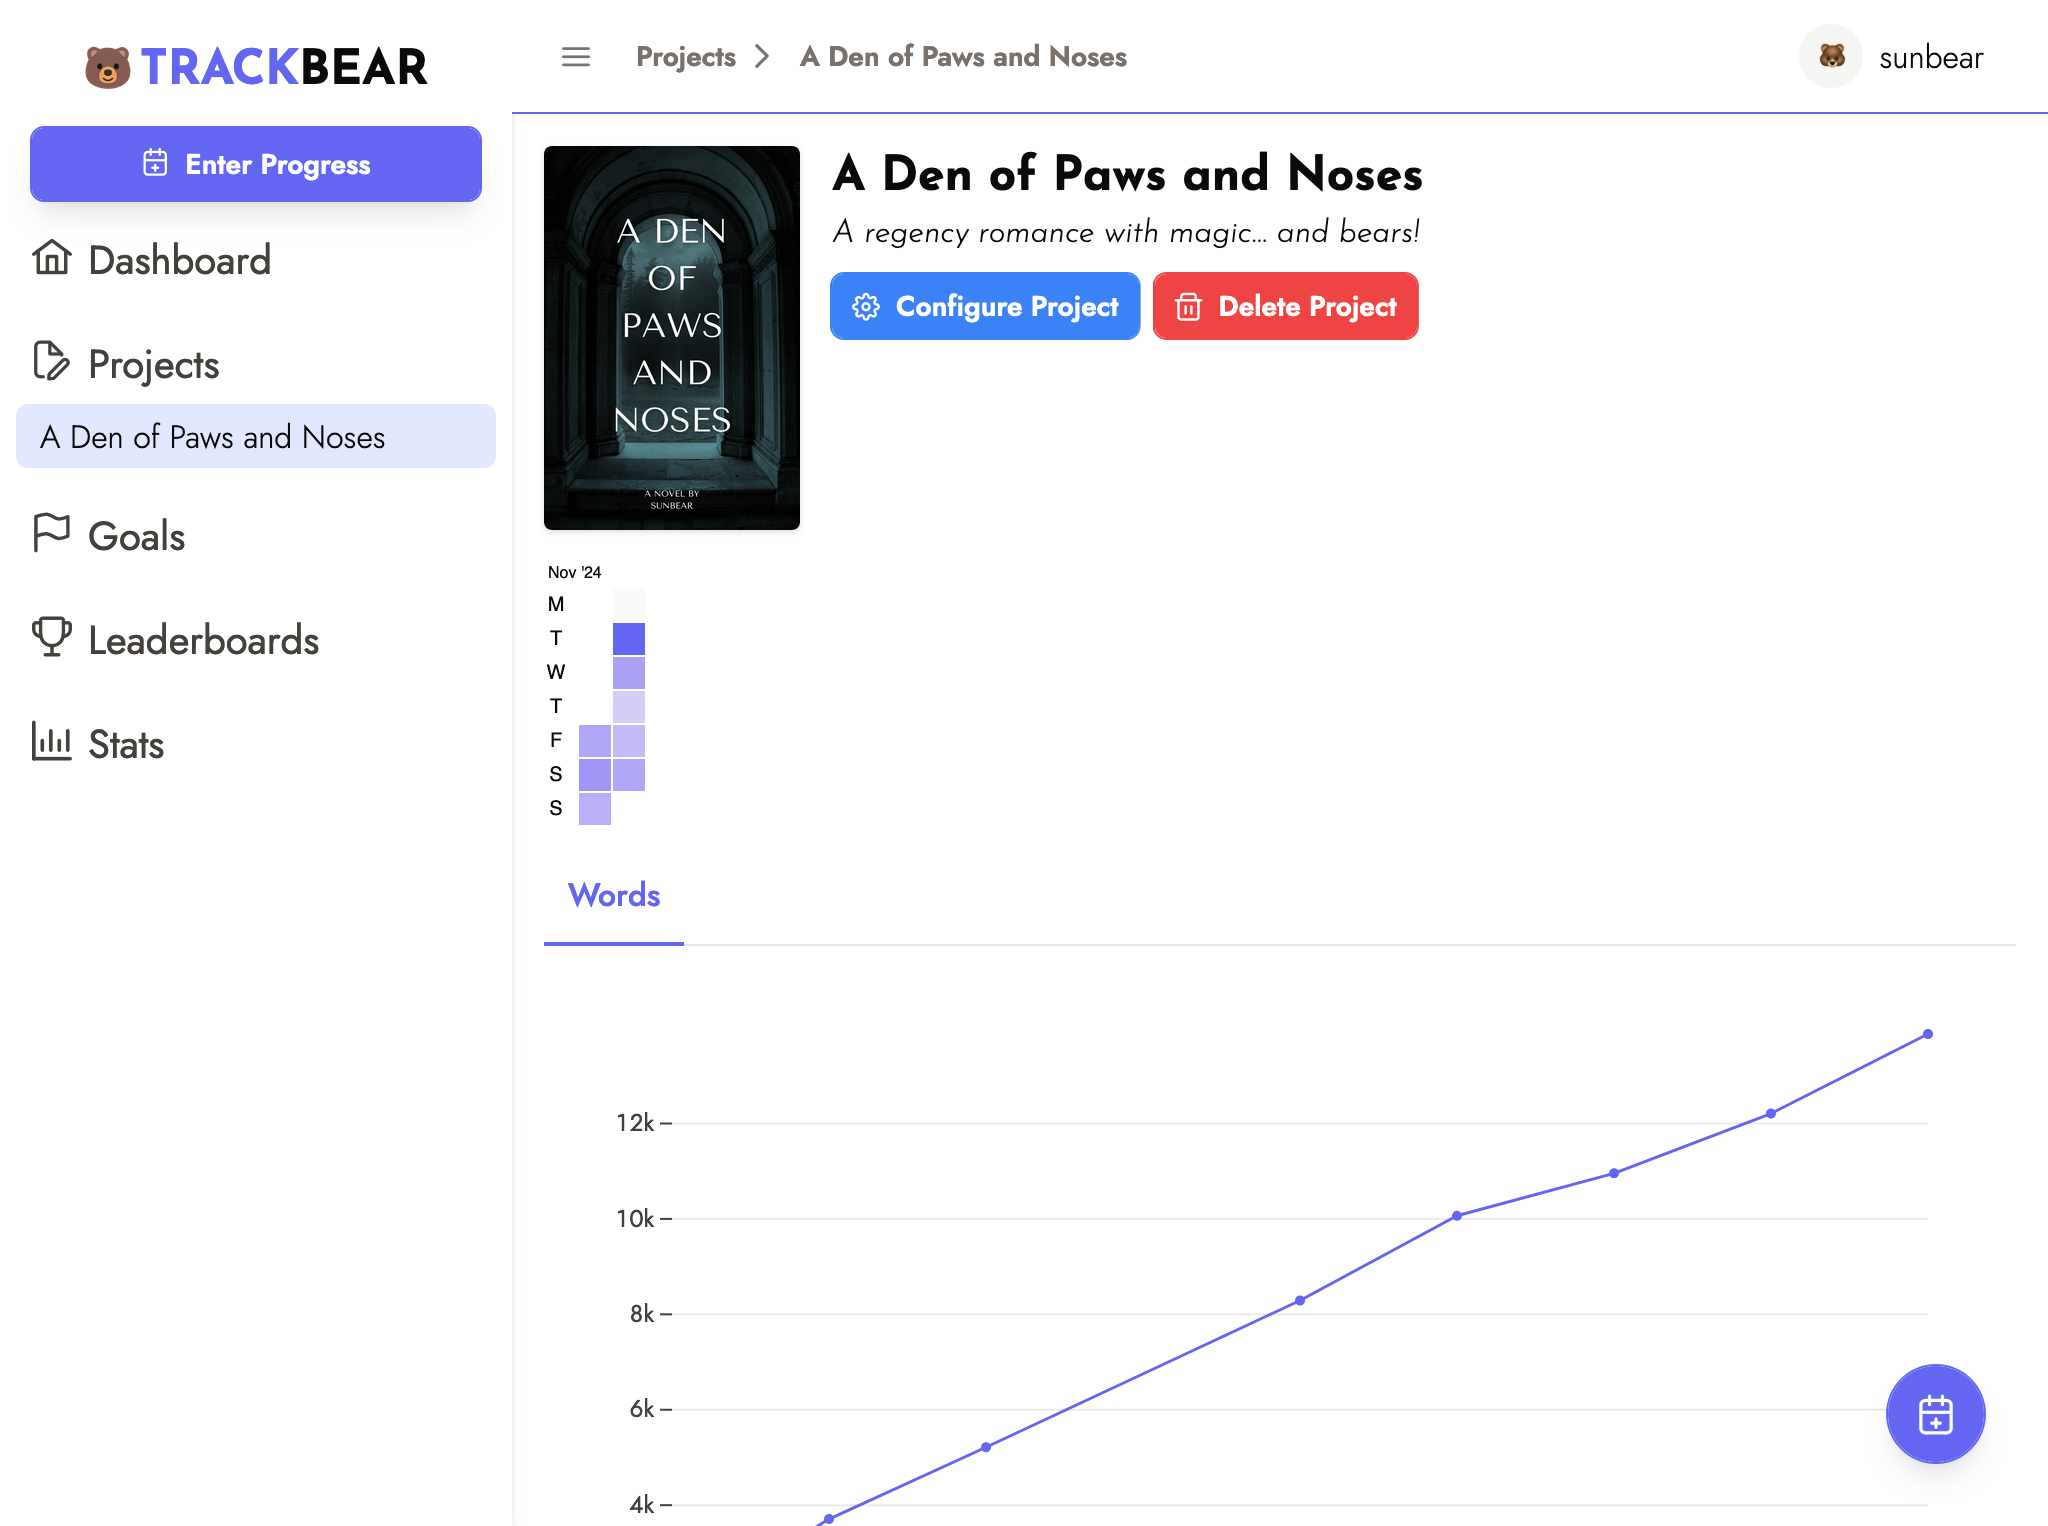 TRACKBEAR
Enter Progress
Dashboard
Projects
A Den of Paws and Noses
Goals
Leaderboards
Stats
Projects
A Den of Paws and Noses
sunbear
A DEN
OF
PAWS
AND
NOSES
A NOVEL BY
SUNBEAR
A Den of Paws and Noses
A regency romance with magic... and bears!
Configure Project
Delete Project
Nov '24
M
T
W
T
F
S
S
Words
12k
10k
8k
6k
4k